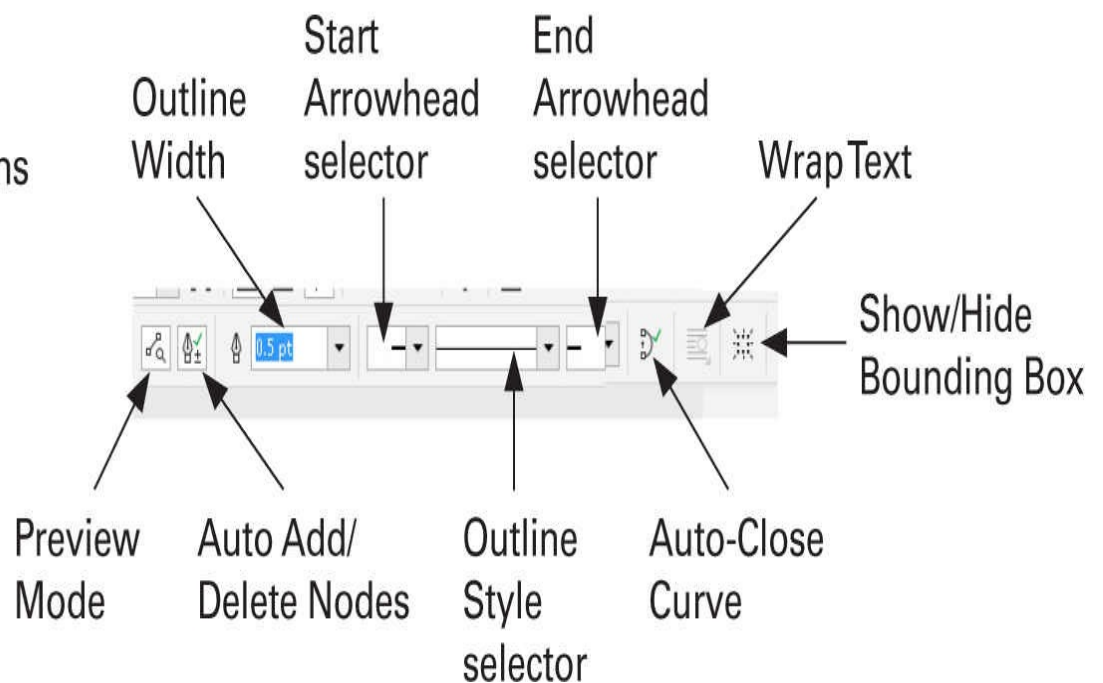 Outline
Width
Start
Arrowhead
selector
End
Arrowhead
selector
Wrap Text
ns
0.5 pt
Show/Hide
Bounding Box
Preview
Mode
Auto Add/
Delete Nodes
Outline
Style
selector
Auto-Close
Curve